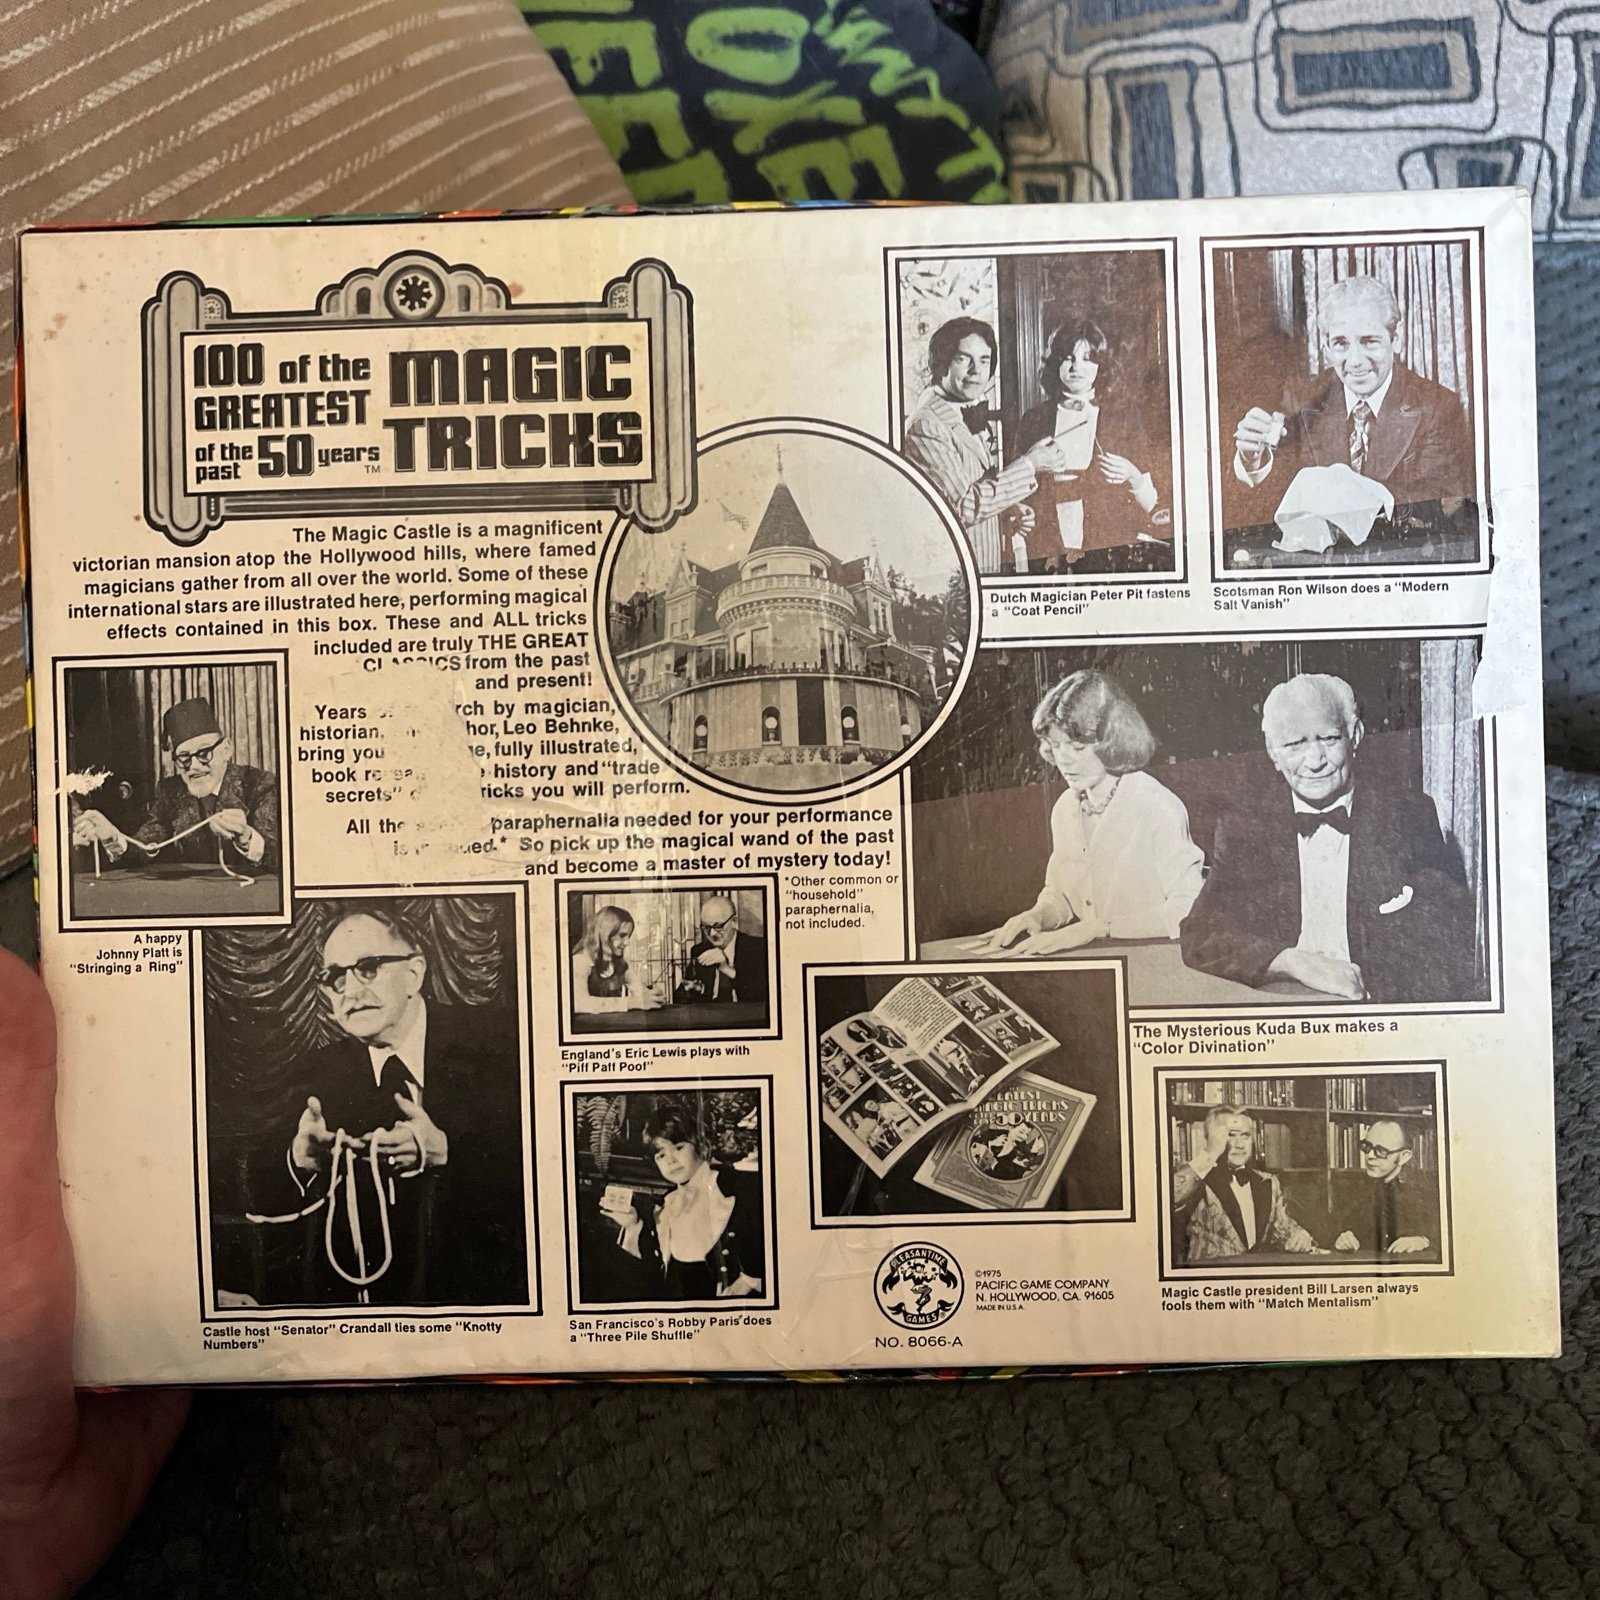 100 of the
GREATEST
of the
past 50 years
TM
MAGIC
TRICKS
The Magic Castle is a magnificent
victorian mansion atop the Hollywood hills, where famed
magicians gather from all over the world. Some of these
international stars are illustrated here, performing magical
effects contained in this box. These and ALL tricks
included are truly THE GREAT
CLASSICS from the past
and present!
Years rch by magician,
historian, hor, Leo Behnke,
bring you e, fully illustrated,
book history and "trade
secrets" ricks you will perform.
All the paraphernalia needed for your performance
is ued.* So pick up the magical wand of the past
and become a master of mystery today!
*Other common or
"household"
paraphernalia,
not included.
Dutch Magician Peter Pit fastens
a "Coat Pencil"
Scotsman Ron Wilson does a "Modern
Salt Vanish"
A happy
Johnny Platt is
"Stringing a Ring"
The Mysterious Kuda Bux makes a
"Color Divination"
England's Eric Lewis plays with
"Piff Paff Poof"
MAGIC TRICKS
50 YEARS
Castle host "Senator" Crandall ties some "Knotty
Numbers"
San Francisco's Robby Paris does
a "Three Pile Shuffle"
PLEASANTIME
GAMES
®
NO. 8066-A
©1975
PACIFIC GAME COMPANY
N. HOLLYWOOD, CA. 91605
MADE IN U.S.A.
Magic Castle president Bill Larsen always
fools them with "Match Mentalism"